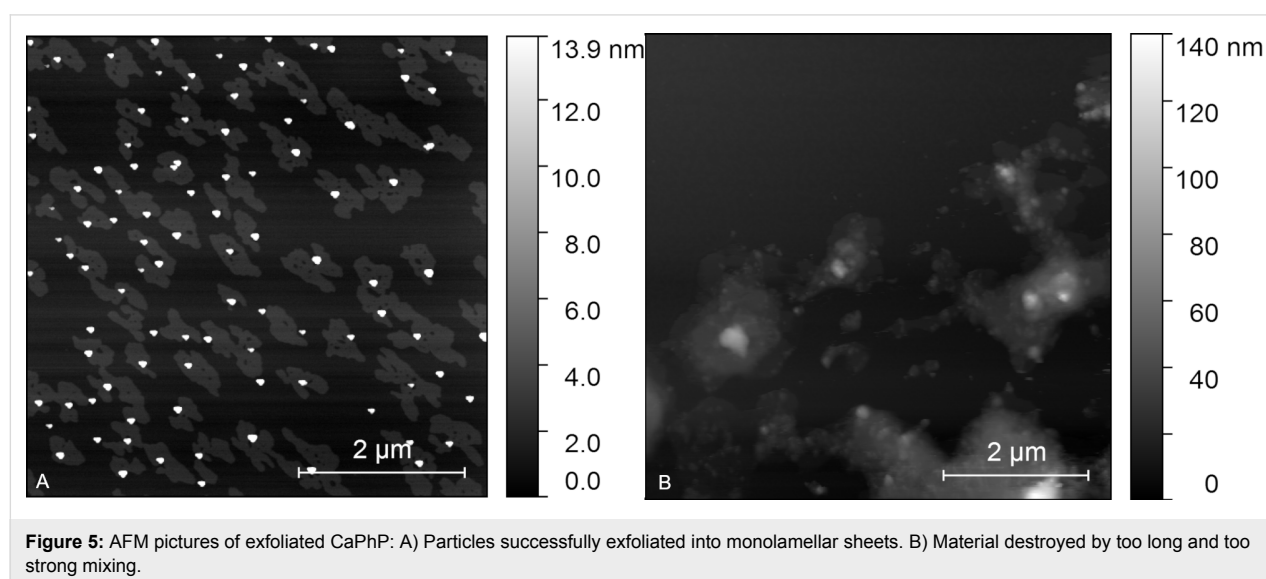 13.9 nm
12.0
10.0
8.0
6.0
4.0
2.0
0.0
2 µm
A
140 nm
120
100
80
60
40
0
2 µm
B
Figure 5: AFM pictures of exfoliated CaPhP: A) Particles successfully exfoliated into monolamellar sheets. B) Material destroyed by too long and too
strong mixing.